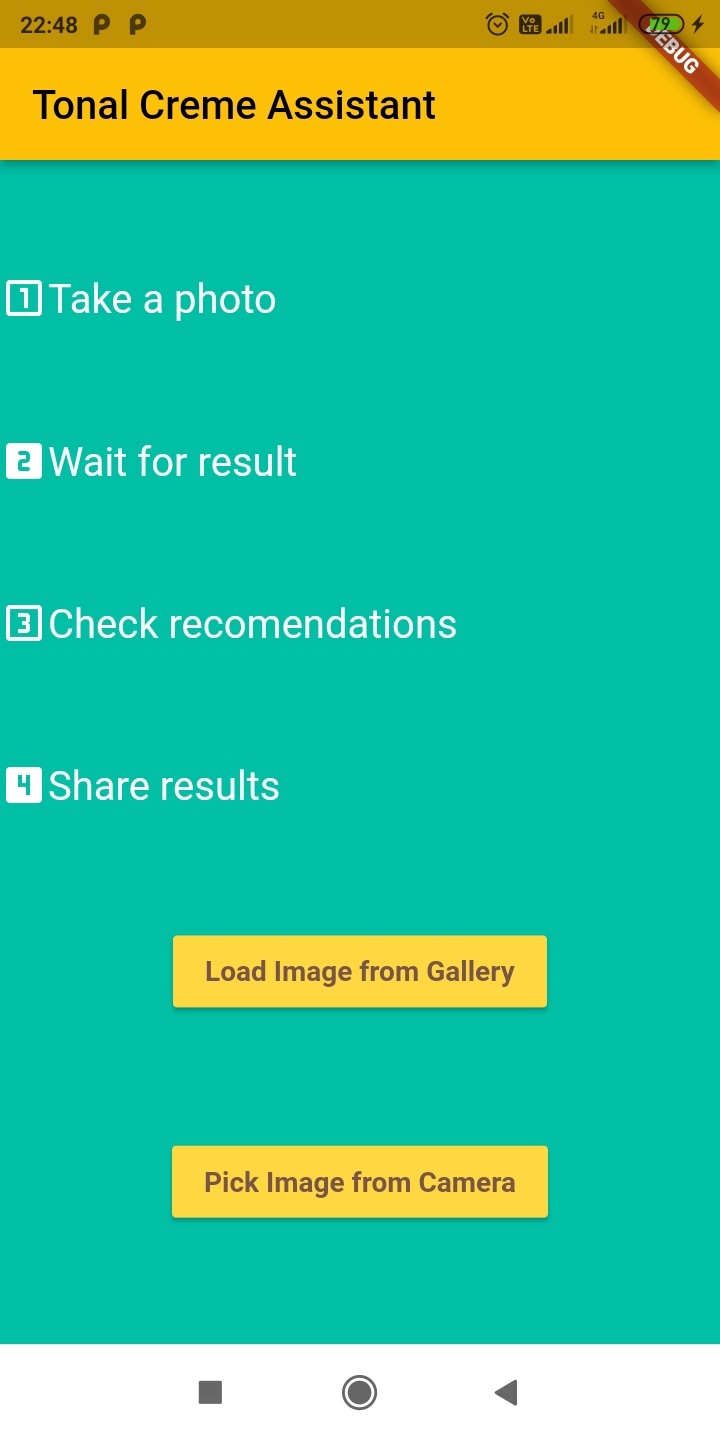 22:48 4G 79
Vo
LTE
DEBUG
Tonal Creme Assistant
1 Take a photo
2 Wait for result
3 Check recomendations
4 Share results
Load Image from Gallery
Pick Image from Camera